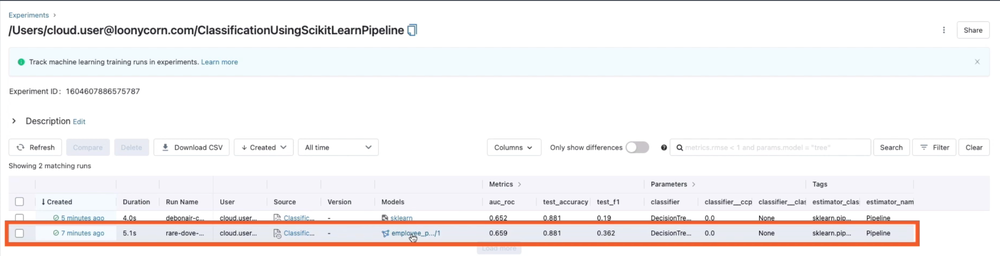 Experiments >
/Users/cloud.user@loonycorn.com/ClassificationUsingScikitLearnPipeline
Share
Track machine learning training runs in experiments. Learn more
Experiment ID: 1604607886575787
Description Edit
Refresh Compare Delete Download CSV Created All time Columns Only show differences metrics.rmse < 1 and params.model = "tree" Search Filter Clear
Showing 2 matching runs
Metrics > Parameters > Tags
Created Duration Run Name User Source Version Models auc_roc test_accuracy test_f1 classifier classifier__ccp classifier__clas estimator_clas estimator_nam
5 minutes ago 4.0s debonair-c... cloud.user... Classific... - sklearn 0.652 0.881 0.19 DecisionTre... 0.0 None sklearn.pip... Pipeline
7 minutes ago 5.1s rare-dove-... cloud.user... Classific... - employee_p.../1 0.659 0.881 0.362 DecisionTre... 0.0 None sklearn.pip... Pipeline
Load more